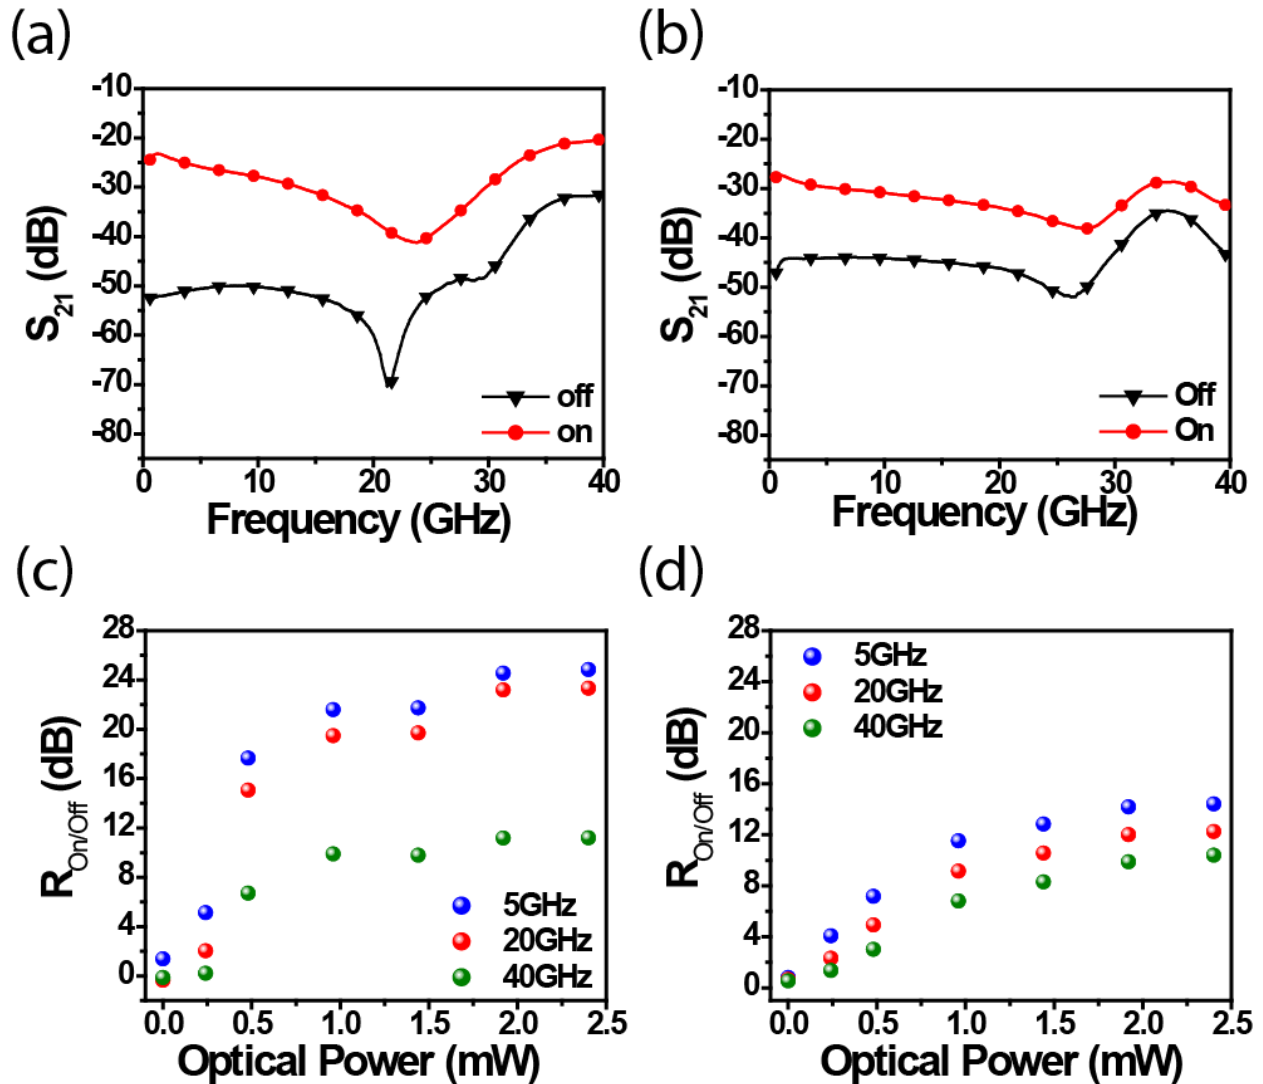 (a)
-10
-20
-30
-40
-50
-60
-70
-80
S21 (dB)
off
on
0 10 20 30 40
Frequency (GHz)
(b)
-10
-20
-30
-40
-50
-60
-70
-80
S21 (dB)
Off
On
0 10 20 30 40
Frequency (GHz)
(c)
28
24
20
16
12
8
4
0
ROn/Off (dB)
5GHz
20GHz
40GHz
0.0 0.5 1.0 1.5 2.0 2.5
Optical Power (mW)
(d)
28
24
20
16
12
8
4
0
ROn/Off (dB)
5GHz
20GHz
40GHz
0.0 0.5 1.0 1.5 2.0 2.5
Optical Power (mW)